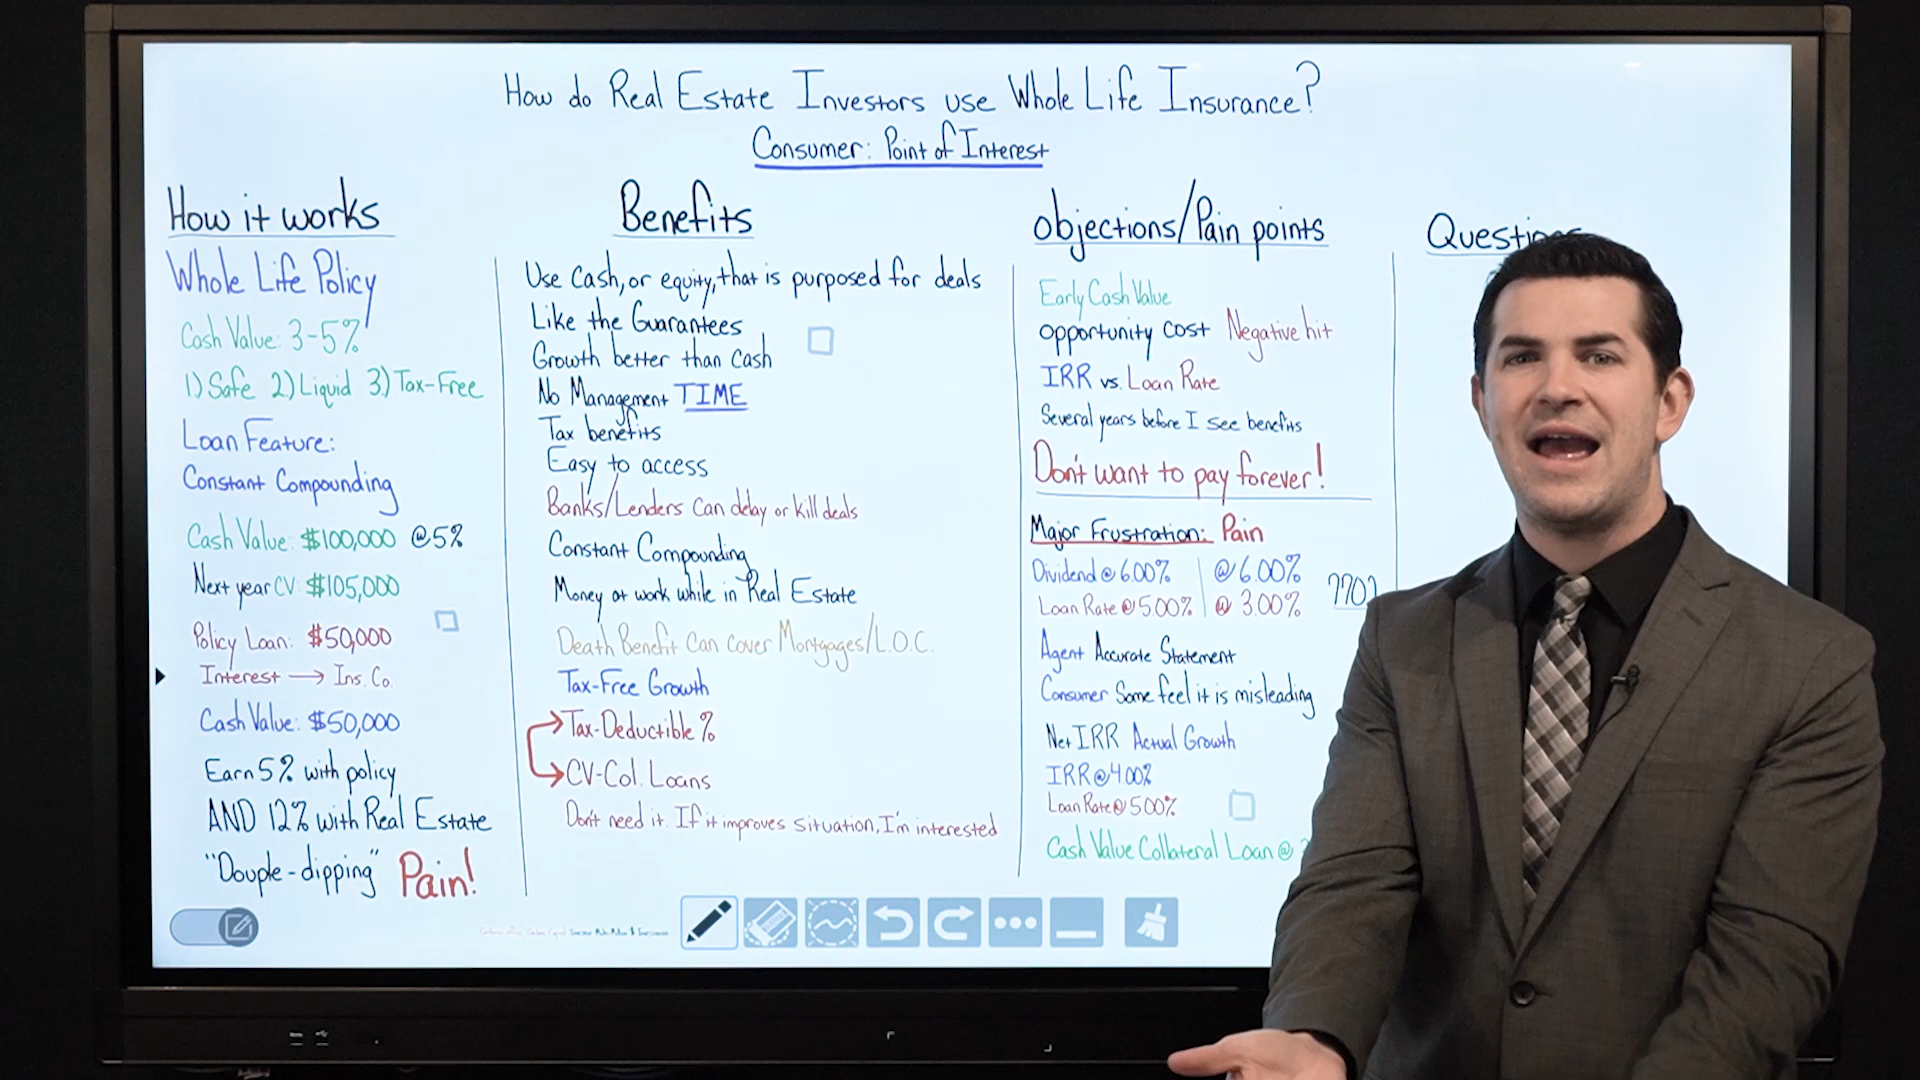 How do Real Estate Investors use Whole Life Insurance?
Consumer: Point of Interest
How it works
Whole Life Policy
Cash Value: 3-5%
1) Safe 2) Liquid 3) Tax-Free
Loan Feature:
Constant Compounding
Cash Value: $100,000 @5%
Next year CV: $105,000
Policy Loan: $50,000
Interest → Ins. Co.
Cash Value: $50,000
Earn 5% with policy
AND 12% with Real Estate
"Douple-dipping" Pain!
Benefits
Use Cash, or equity, that is purposed for deals
Like the Guarantees
Growth better than cash
No Management TIME
Tax benefits
Easy to access
Banks/Lenders can delay or kill deals
Constant Compounding
Money at work while in Real Estate
Death Benefit Can cover Mortgages/L.O.C.
Tax-Free Growth
Tax-Deductible %
CV-Col. Loans
Don't need it. If it improves situation, I'm interested
Objections/Pain points
Early Cash Value
Opportunity Cost Negative hit
IRR vs. Loan Rate
Several years before I see benefits
Don't want to pay forever!
Major Frustration: Pain
Dividend @ 6.00% | @ 6.00%
Loan Rate @ 5.00% | @ 3.00%
Agent Accurate Statement
Consumer Some feel it is misleading
Net IRR Actual Growth
IRR @ 4.00%
Loan Rate @ 5.00%
Cash Value Collateral Loan @